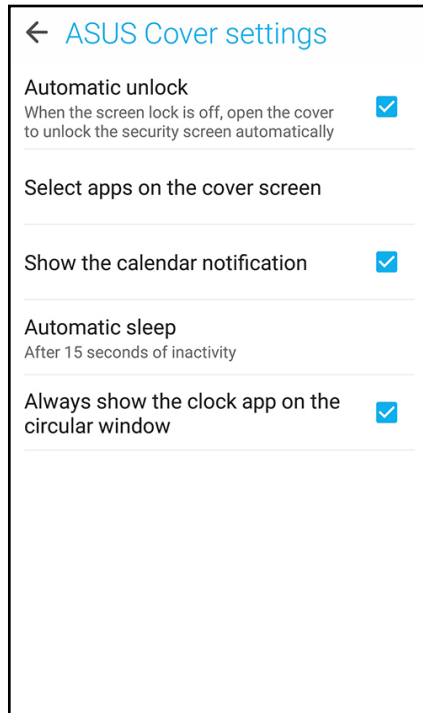 ASUS Cover settings
Automatic unlock
When the screen lock is off, open the cover
to unlock the security screen automatically
Select apps on the cover screen
Show the calendar notification
Automatic sleep
After 15 seconds of inactivity
Always show the clock app on the
circular window